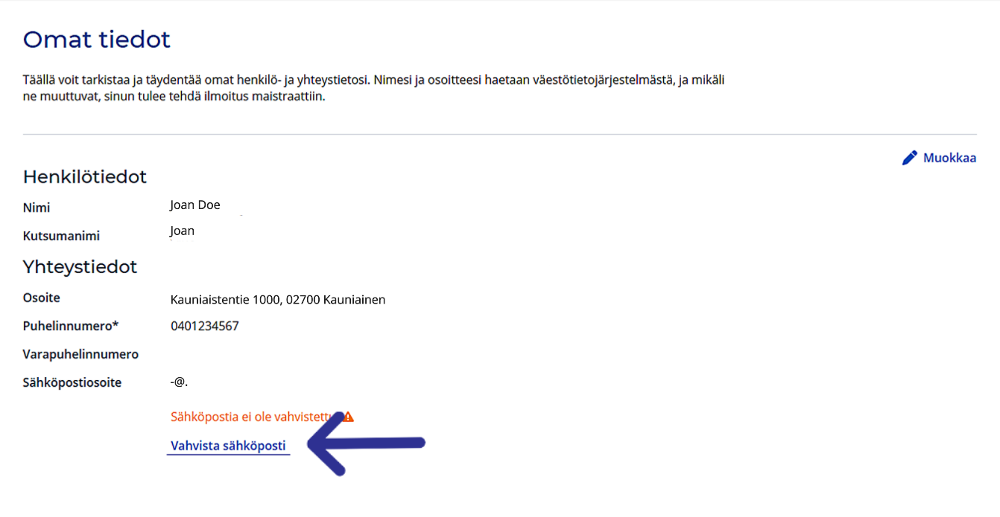 Omat tiedot
Täällä voit tarkistaa ja täydentää omat henkilö- ja yhteystietosi. Nimesi ja osoitteesi haetaan väestötietojärjestelmästä, ja mikäli
ne muuttuvat, sinun tulee tehdä ilmoitus maistraattiin.
Muokkaa
Henkilötiedot
Nimi Joan Doe
Kutsumanimi Joan
Yhteystiedot
Osoite Kauniaistentie 1000, 02700 Kauniainen
Puhelinnumero* 0401234567
Varapuhelinnumero
Sähköpostiosoite -@.
Sähköpostia ei ole vahvistettu
Vahvista sähköposti